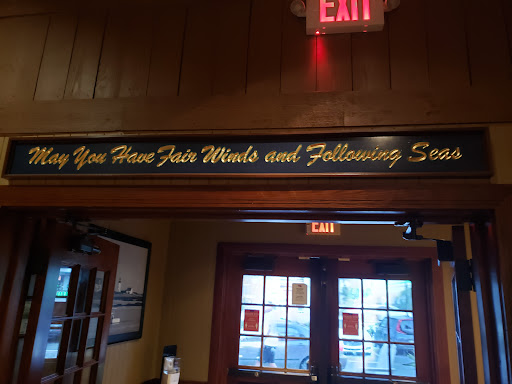 EXIT
May You Have Fair Winds and Following Seas
EXIT